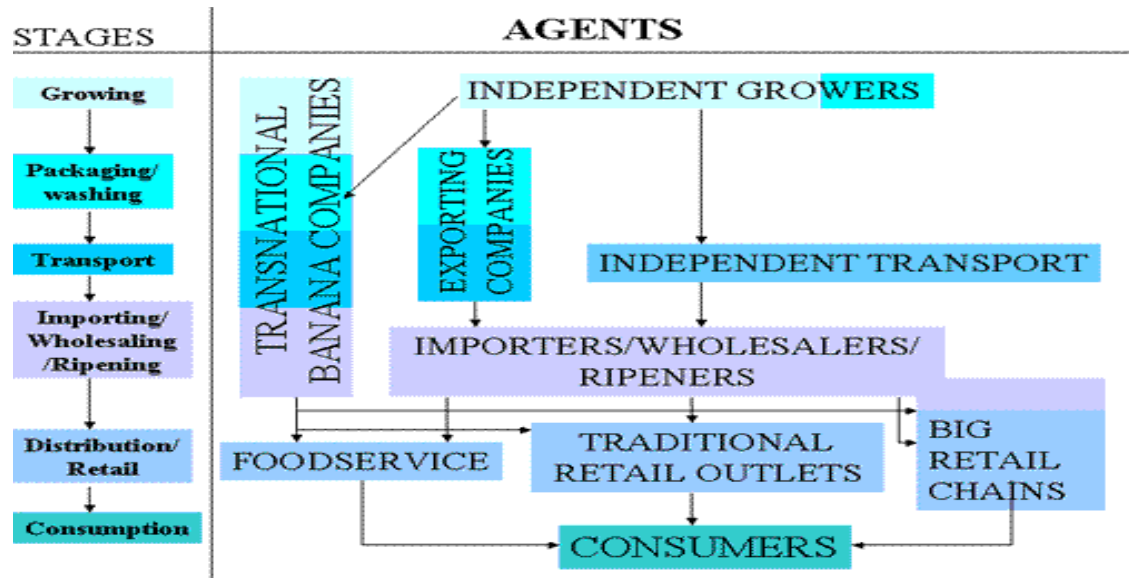 STAGES
AGENTS
Growing
Packaging/
washing
Transport
Importing/
Wholesaling
/Ripening
Distribution/
Retail
Consumption
TRANSNATIONAL
BANANA COMPANIES
INDEPENDENT GROWERS
EXPORTING
COMPANIES
INDEPENDENT TRANSPORT
IMPORTERS/WHOLESALERS/
RIPENERS
FOODSERVICE
TRADITIONAL
RETAIL OUTLETS
BIG
RETAIL
CHAINS
CONSUMERS